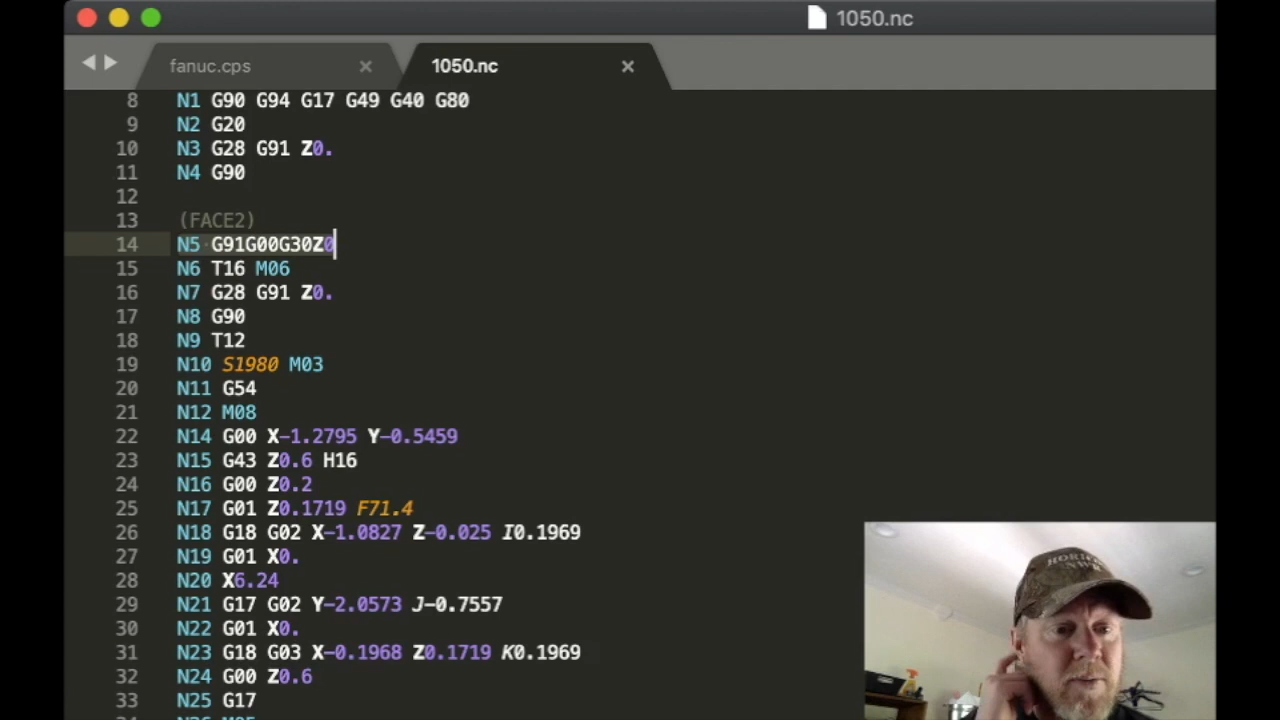 1050.nc
fanuc.cps × 1050.nc ×
8 N1 G90 G94 G17 G49 G40 G80
9 N2 G20
10 N3 G28 G91 Z0.
11 N4 G90
12
13 (FACE2)
14 N5 G91G00G30Z0
15 N6 T16 M06
16 N7 G28 G91 Z0.
17 N8 G90
18 N9 T12
19 N10 S1980 M03
20 N11 G54
21 N12 M08
22 N14 G00 X-1.2795 Y-0.5459
23 N15 G43 Z0.6 H16
24 N16 G00 Z0.2
25 N17 G01 Z0.1719 F71.4
26 N18 G18 G02 X-1.0827 Z-0.025 I0.1969
27 N19 G01 X0.
28 N20 X6.24
29 N21 G17 G02 Y-2.0573 J-0.7557
30 N22 G01 X0.
31 N23 G18 G03 X-0.1968 Z0.1719 K0.1969
32 N24 G00 Z0.6
33 N25 G17